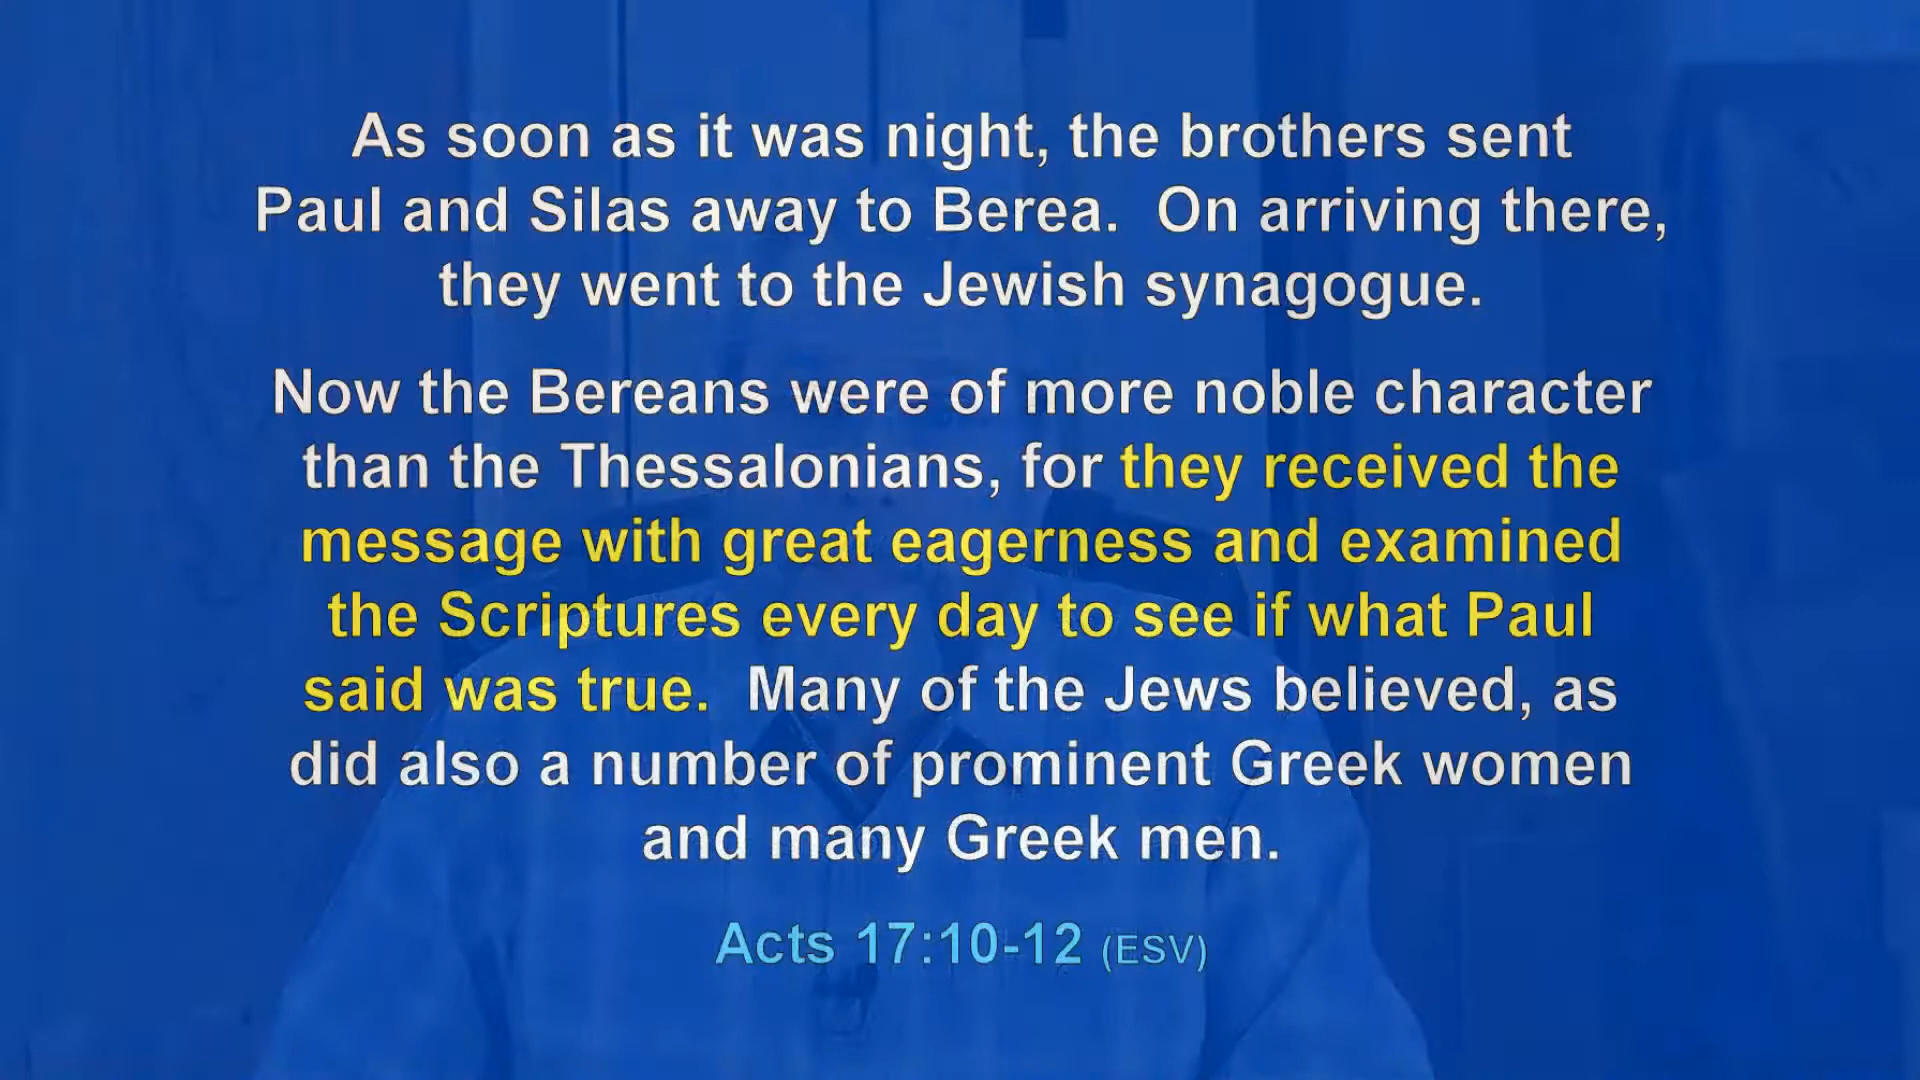 As soon as it was night, the brothers sent
Paul and Silas away to Berea.  On arriving there,
they went to the Jewish synagogue.
Now the Bereans were of more noble character
than the Thessalonians, for they received the
message with great eagerness and examined
the Scriptures every day to see if what Paul
said was true.  Many of the Jews believed, as
did also a number of prominent Greek women
and many Greek men.
Acts 17:10-12 (ESV)